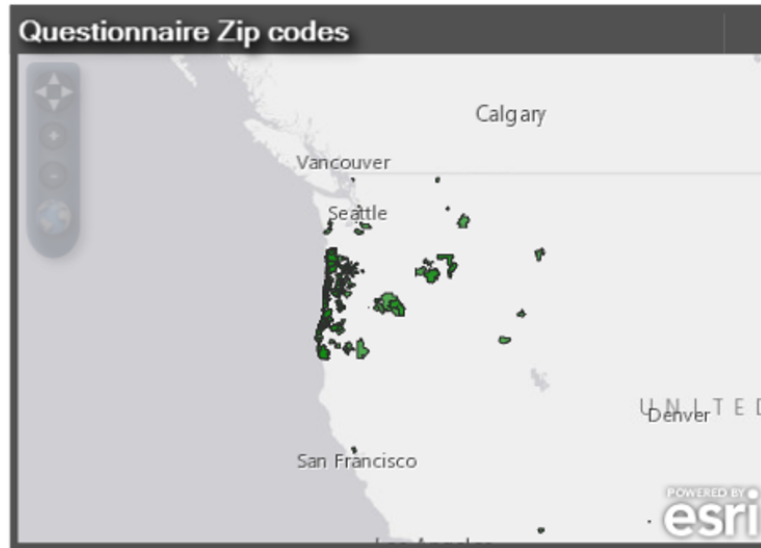 Questionnaire Zip codes
Calgary
Vancouver
Seattle
UNITED
Denver
San Francisco
POWERED BY
esri